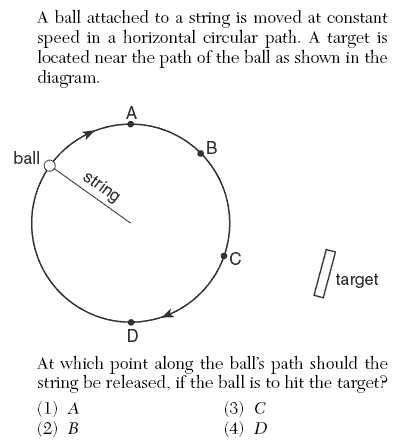 A ball attached to a string is moved at constant
speed in a horizontal circular path. A target is
located near the path of the ball as shown in the
diagram.
A
B
ball
string
C
target
D
At which point along the ball's path should the
string be released, if the ball is to hit the target?
(1) A
(3) C
(2) B
(4) D